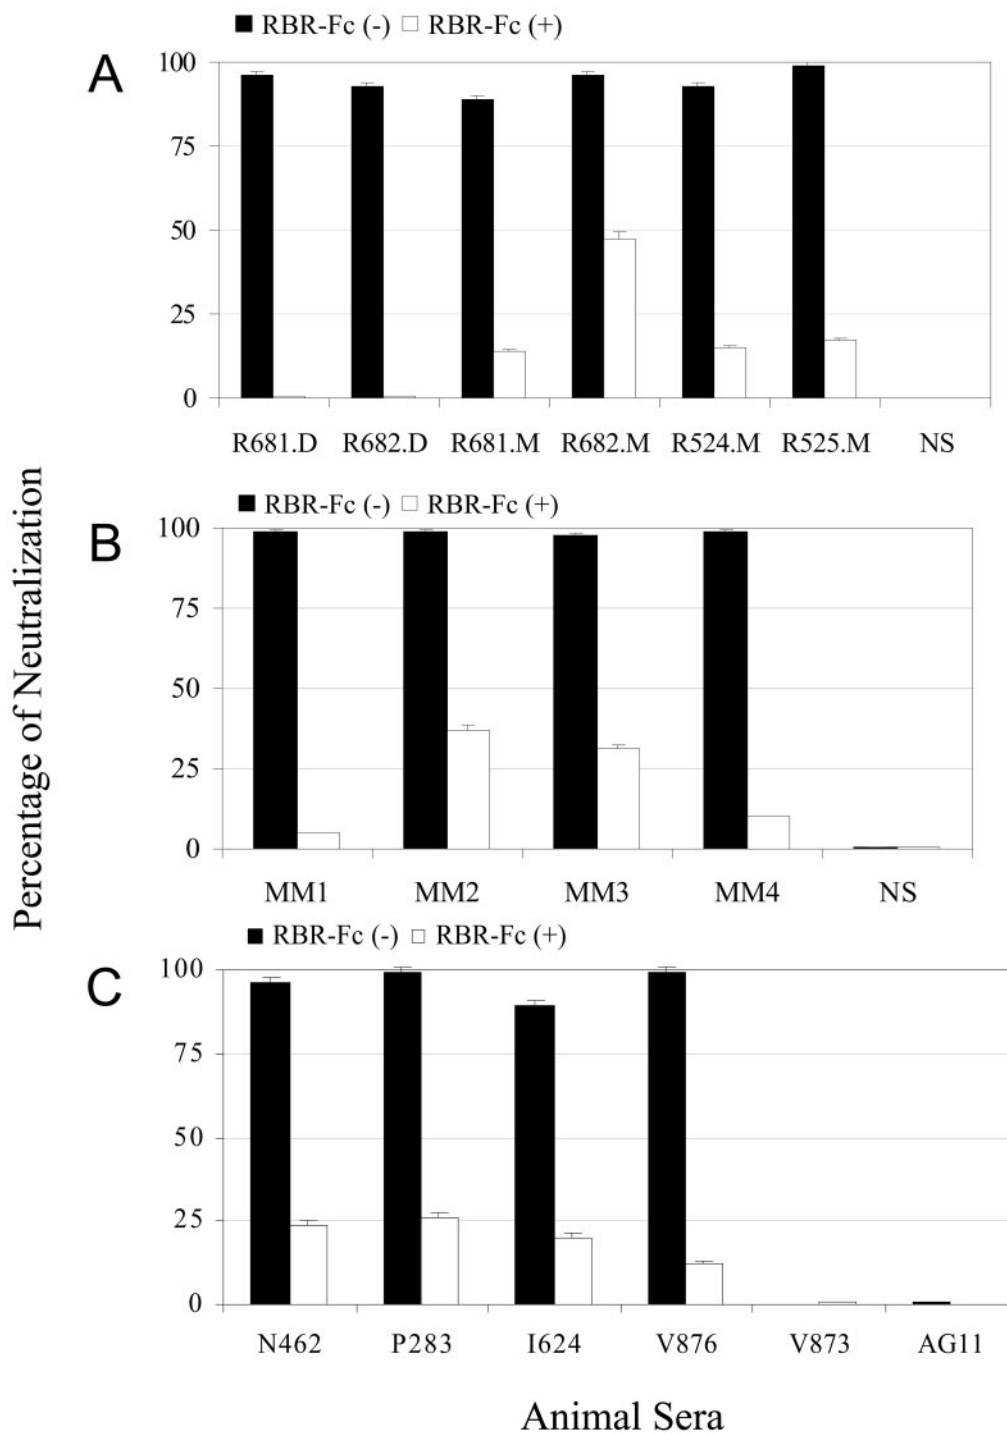 RBR-Fc (-) RBR-Fc (+)
A
100
75
50
25
0
R681.D R682.D R681.M R682.M R524.M R525.M NS
RBR-Fc (-) RBR-Fc (+)
B
100
75
50
25
0
MM1 MM2 MM3 MM4 NS
Percentage of Neutralization
RBR-Fc (-) RBR-Fc (+)
C
100
75
50
25
0
N462 P283 I624 V876 V873 AG11
Animal Sera